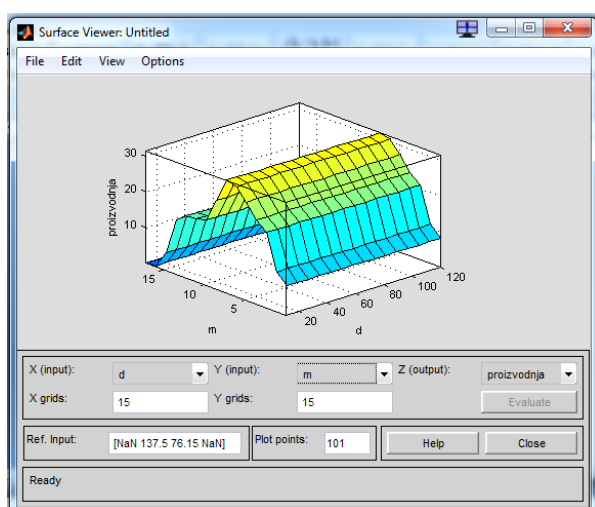 Surface Viewer: Untitled
File Edit View Options
30
20
10
proizvodnja
15
10
5
m
20
40
60
80
100
120
d
X (input): d Y (input): m Z (output): proizvodnja
X grids: 15 Y grids: 15 Evaluate
Ref. Input: [NaN 137.5 76.15 NaN] Plot points: 101 Help Close
Ready